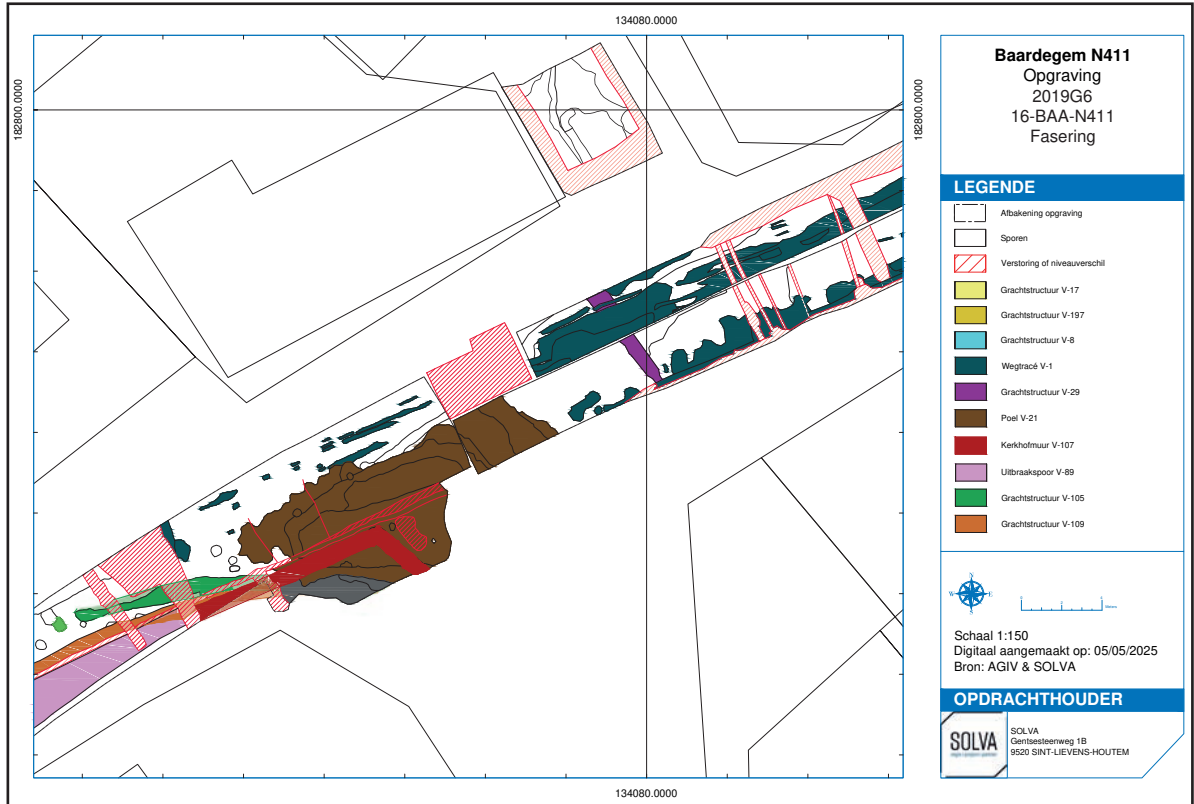 134080.0000
182800.0000
182800.0000
134080.0000
Baardegem N411
Opgraving
2019G6
16-BAA-N411
Fasering
LEGENDE
Afbakening opgraving
Sporen
Verstoring of niveauverschil
Grachtstructuur V-17
Grachtstructuur V-197
Grachtstructuur V-8
Wegtracé V-1
Grachtstructuur V-29
Poel V-21
Kerkhofmuur V-107
Uitbraakspoor V-89
Grachtstructuur V-105
Grachtstructuur V-109
N
W E
S
Schaal 1:150
Digitaal aangemaakt op: 05/05/2025
Bron: AGIV & SOLVA
OPDRACHTHOUDER
SOLVA
SOLVA
Gentsesteenweg 1B
9520 SINT-LIEVENS-HOUTEM